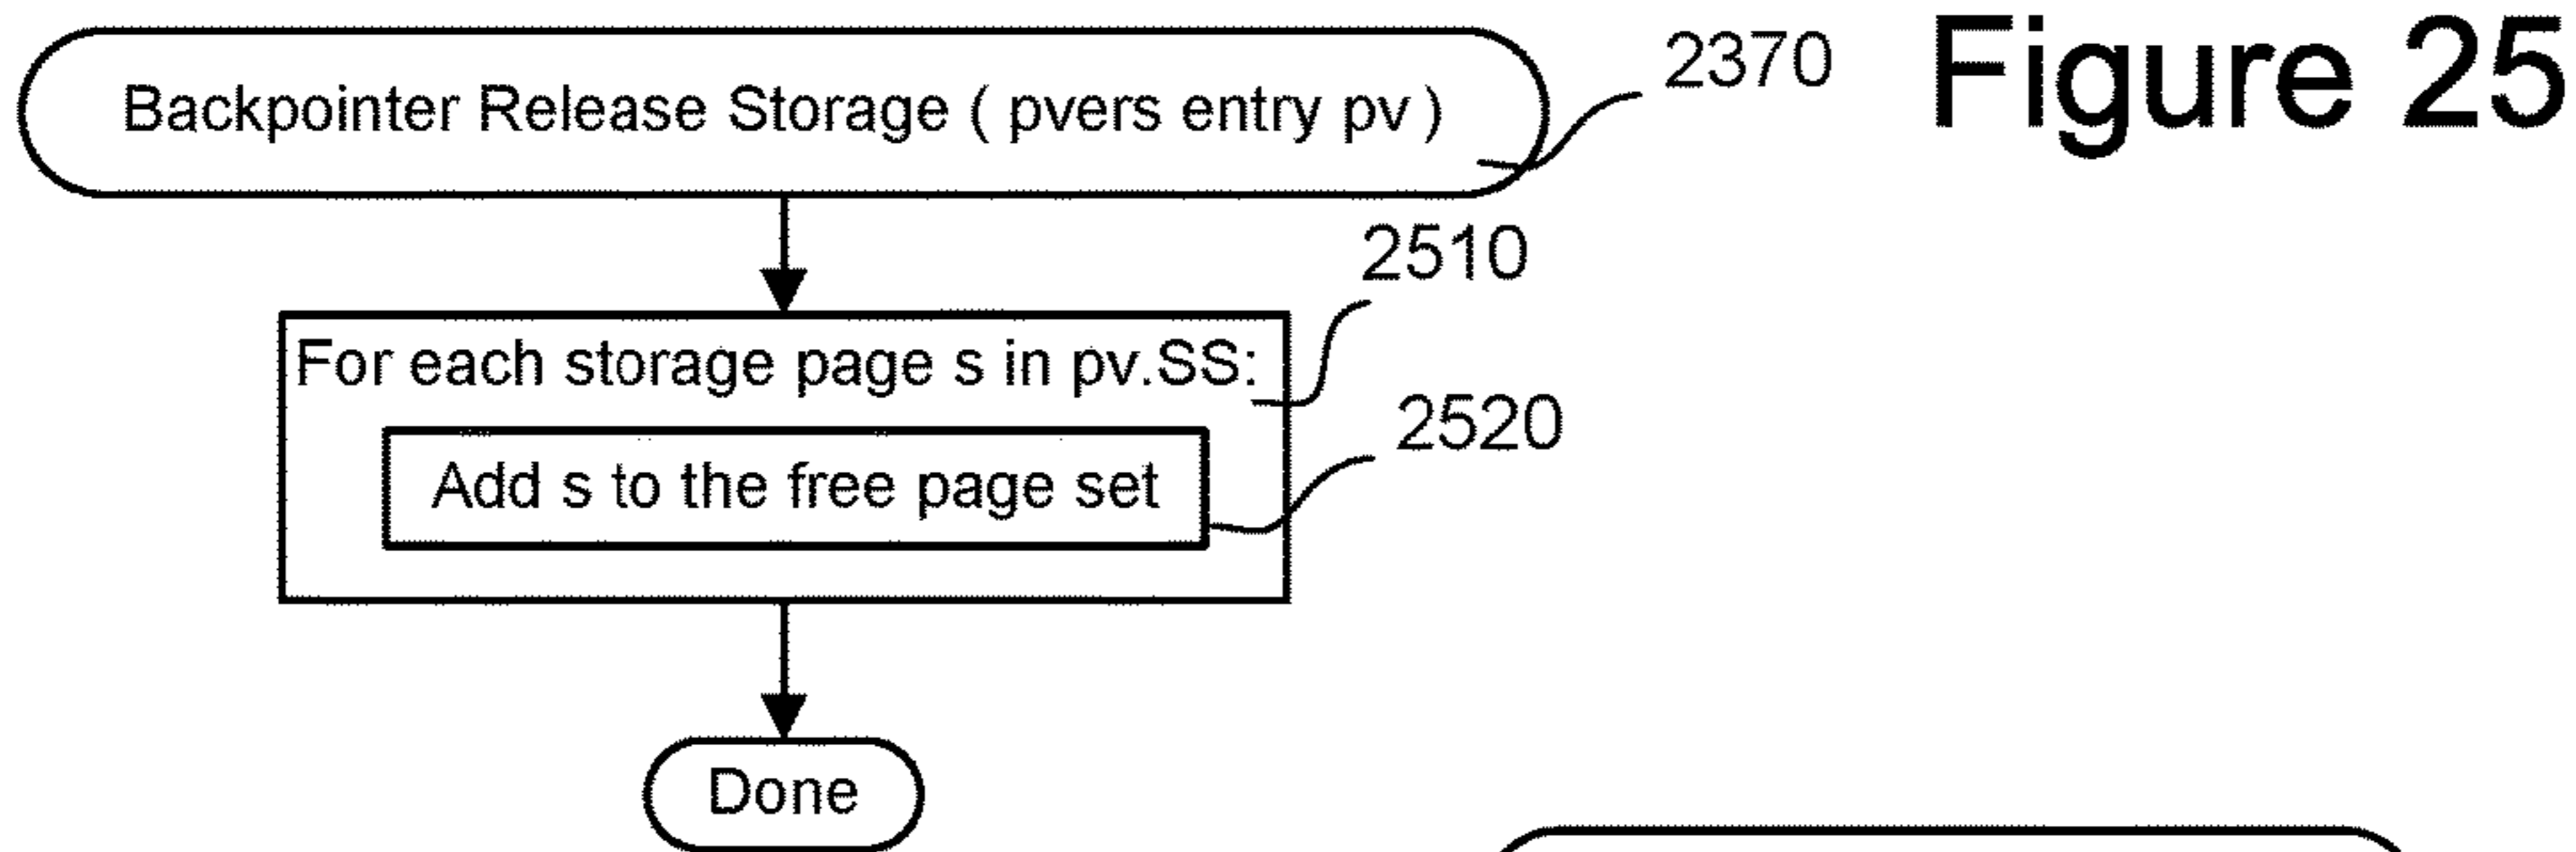 Figure 25
Backpointer Release Storage ( pvers entry pv )
2370
2510
For each storage page s in pv.SS:
2520
Add s to the free page set
Done